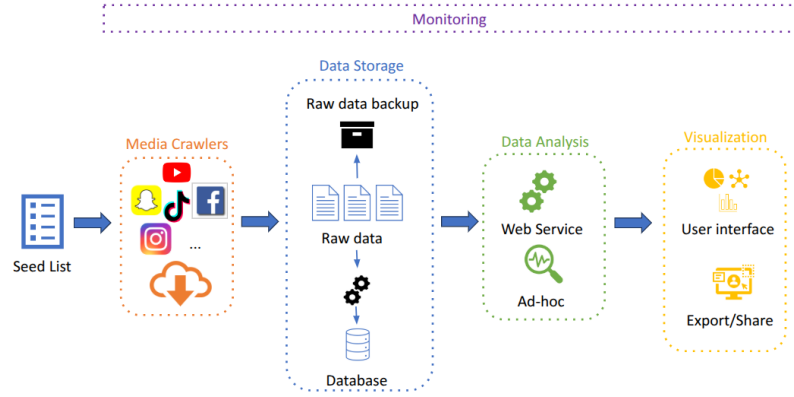 Monitoring
Data Storage
Raw data backup
Media Crawlers
Data Analysis
Visualization
Raw data
Web Service
User interface
...
Seed List
Ad-hoc
Export/Share
Database